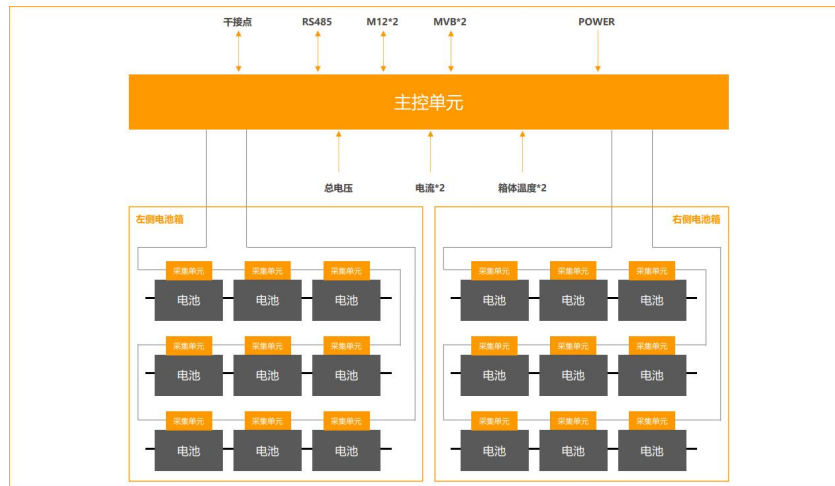 干接点 RS485 M12*2 MVB*2 POWER
主控单元
总电压 电流*2 箱体温度*2
左侧电池箱 右侧电池箱
采集单元 采集单元 采集单元 采集单元 采集单元 采集单元
电池 电池 电池 电池 电池 电池
采集单元 采集单元 采集单元 采集单元 采集单元 采集单元
电池 电池 电池 电池 电池 电池
采集单元 采集单元 采集单元 采集单元 采集单元 采集单元
电池 电池 电池 电池 电池 电池